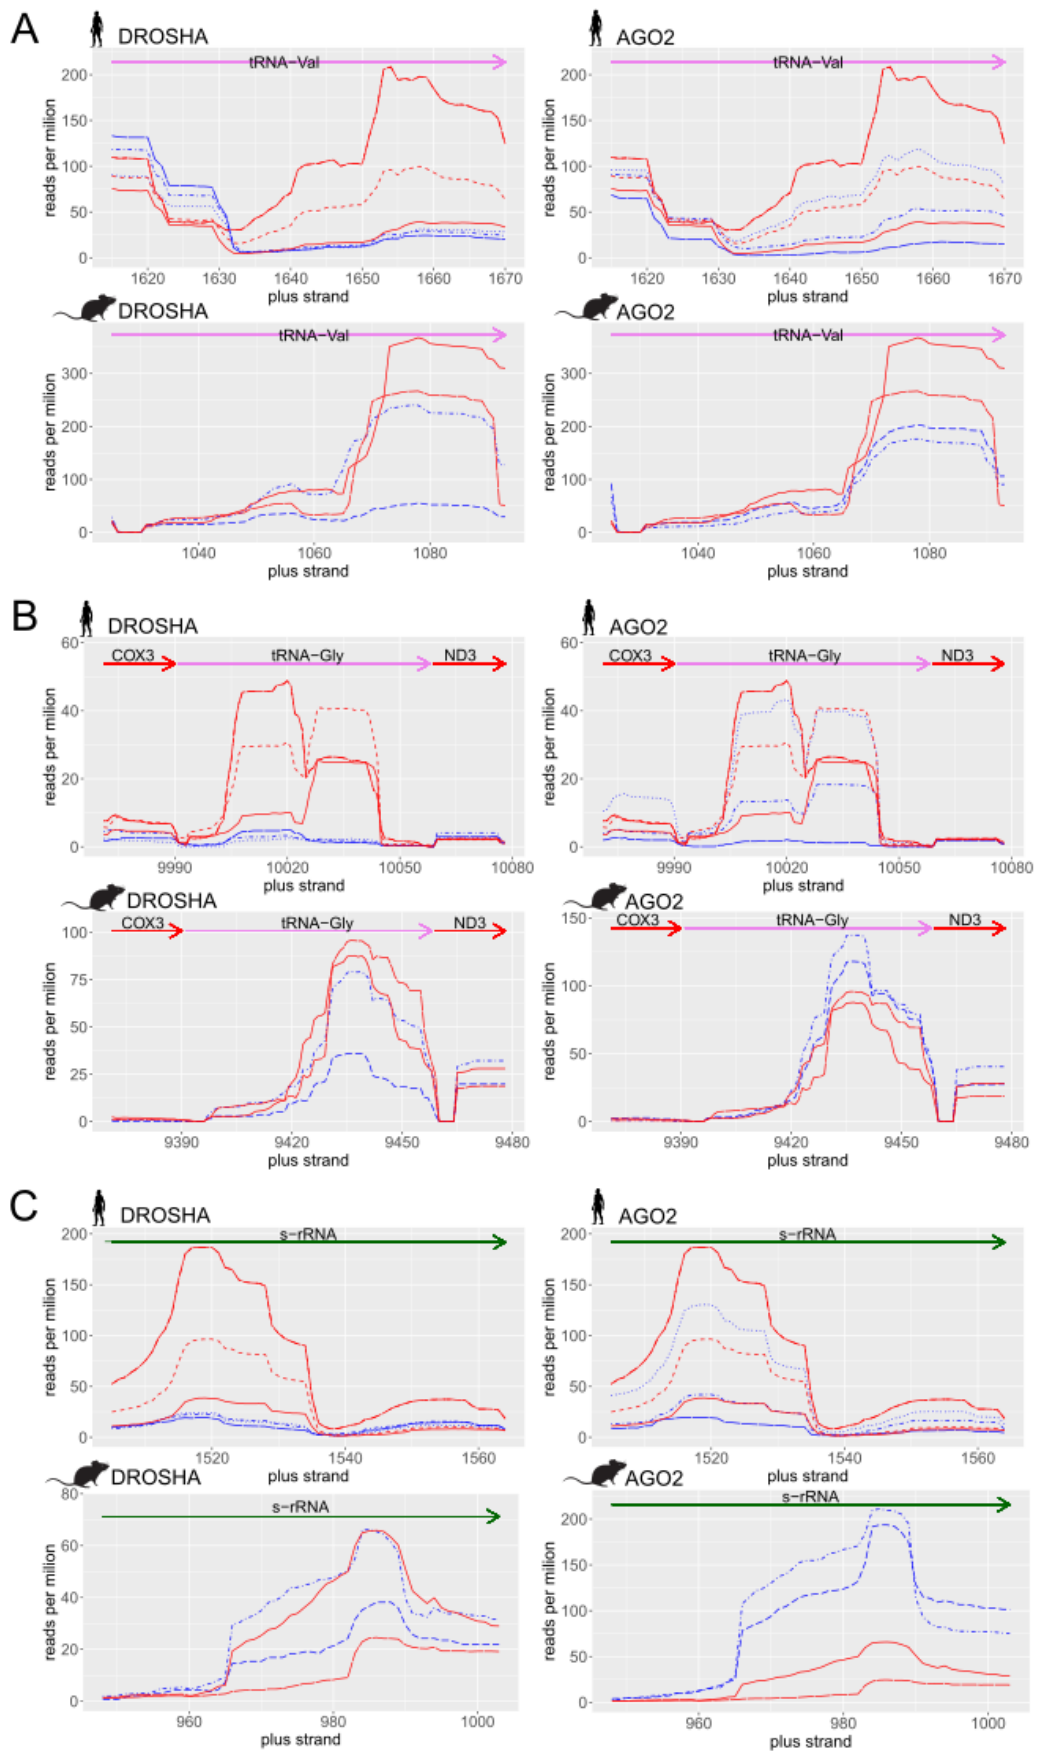 A
DROSHA
AGO2
tRNA−Val
tRNA−Val
reads per milion
200
150
100
50
0
1620 1630 1640 1650 1660 1670
plus strand
reads per milion
200
150
100
50
0
1620 1630 1640 1650 1660 1670
plus strand
DROSHA
AGO2
tRNA−Val
tRNA−Val
reads per milion
300
200
100
0
1040 1060 1080
plus strand
reads per milion
300
200
100
0
1040 1060 1080
plus strand
B
DROSHA
AGO2
COX3 tRNA−Gly ND3
COX3 tRNA−Gly ND3
reads per milion
60
40
20
0
9990 10020 10050 10080
plus strand
reads per milion
60
40
20
0
9990 10020 10050 10080
plus strand
DROSHA
AGO2
COX3 tRNA−Gly ND3
COX3 tRNA−Gly ND3
reads per milion
100
75
50
25
0
9390 9420 9450 9480
plus strand
reads per milion
150
100
50
0
9390 9420 9450 9480
plus strand
C
DROSHA
AGO2
s−rRNA
s−rRNA
reads per milion
200
150
100
50
0
1520 1540 1560
plus strand
reads per milion
200
150
100
50
0
1520 1540 1560
plus strand
DROSHA
AGO2
s−rRNA
s−rRNA
reads per milion
80
60
40
20
0
960 980 1000
plus strand
reads per milion
200
150
100
50
0
960 980 1000
plus strand